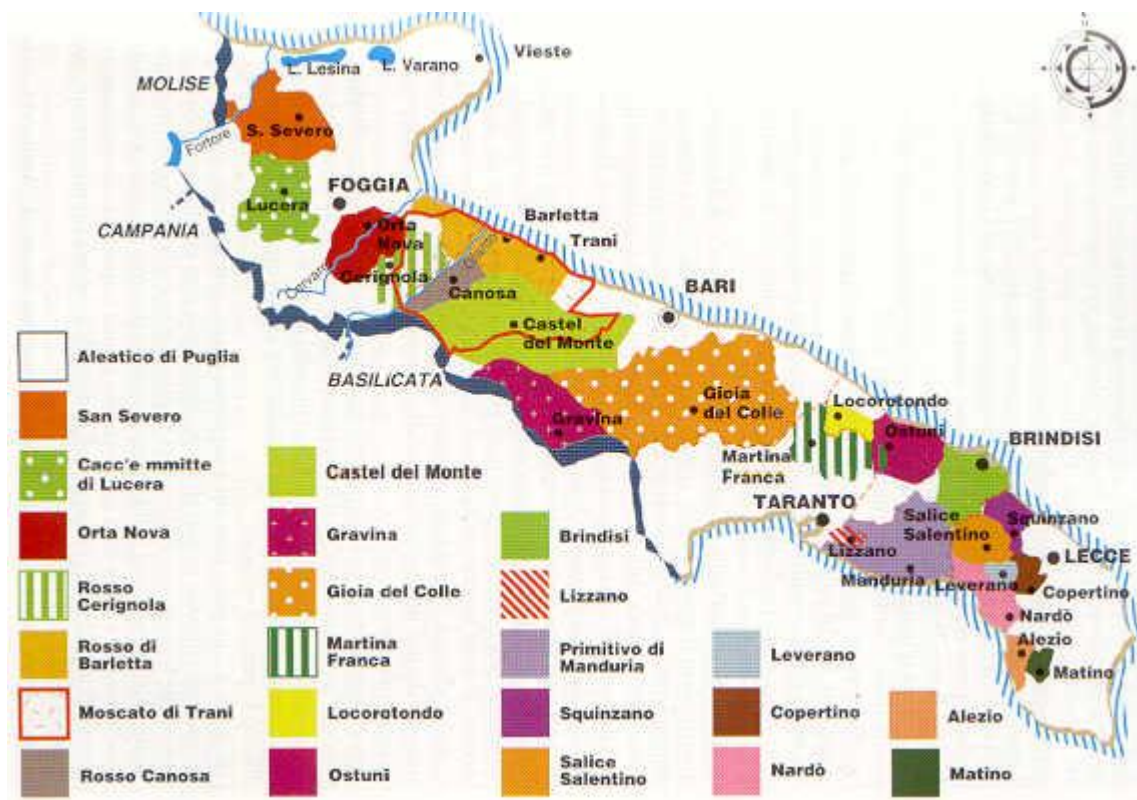 Vieste
L. Lesina
L. Varano
MOLISE
S. Severo
Fortore
FOGGIA
Lucera
CAMPANIA
Orta
Nova
Barletta
Trani
Cerignola
Canosa
BARI
Castel
del Monte
BASILICATA
Gioia
del Colle
Gravina
Locorotondo
Ostuni
Martina
Franca
BRINDISI
TARANTO
Salice
Salentino
Squinzano
Lizzano
LECCE
Manduria
Leverano
Copertino
Nardò
Alezio
Matino
Aleatico di Puglia
San Severo
Cacc'e mmitte
di Lucera
Orta Nova
Rosso
Cerignola
Rosso di
Barletta
Moscato di Trani
Rosso Canosa
Castel del Monte
Gravina
Gioia del Colle
Martina
Franca
Locorotondo
Ostuni
Brindisi
Lizzano
Primitivo di
Manduria
Squinzano
Salice
Salentino
Leverano
Copertino
Nardò
Alezio
Matino